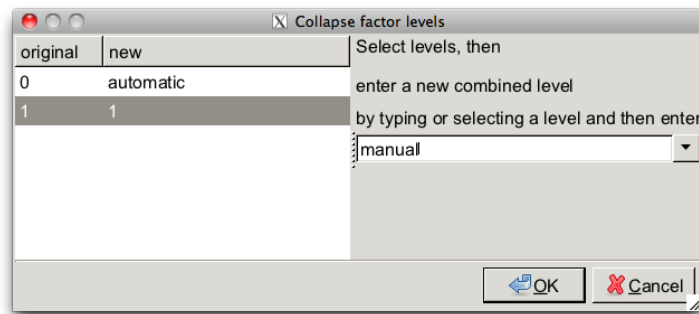 Collapse factor levels
original new
0 automatic
1 1
Select levels, then
enter a new combined level
by typing or selecting a level and then enter
manual
OK Cancel